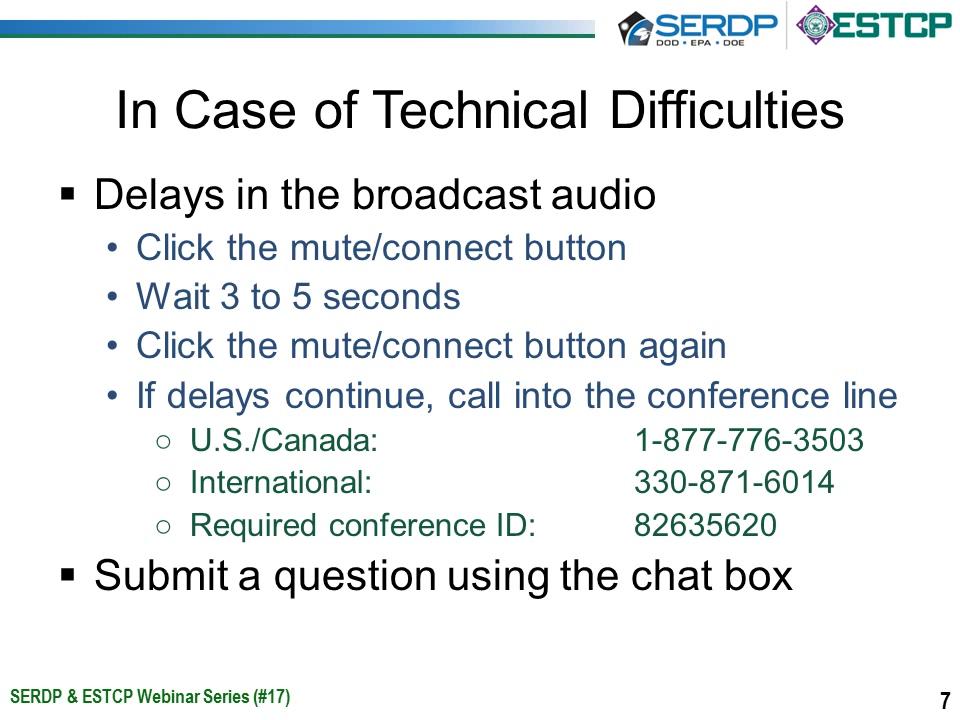 SERDP
DOD • EPA • DOE
ESTCP
In Case of Technical Difficulties
▪ Delays in the broadcast audio
• Click the mute/connect button
• Wait 3 to 5 seconds
• Click the mute/connect button again
• If delays continue, call into the conference line
○ U.S./Canada: 1-877-776-3503
○ International: 330-871-6014
○ Required conference ID: 82635620
▪ Submit a question using the chat box
SERDP & ESTCP Webinar Series (#17)
7